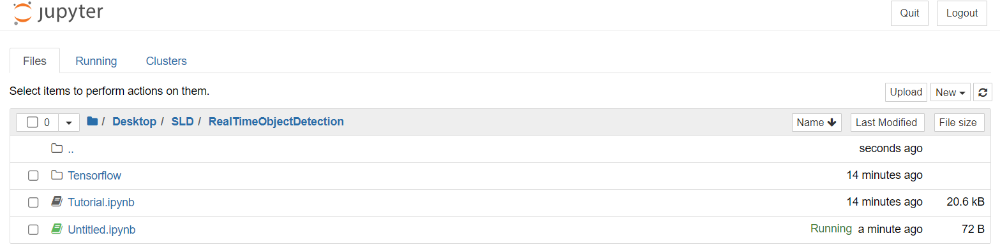 jupyter Quit Logout
Files Running Clusters
Select items to perform actions on them. Upload New
0 / Desktop / SLD / RealTimeObjectDetection Name Last Modified File size
.. seconds ago
Tensorflow 14 minutes ago
Tutorial.ipynb 14 minutes ago 20.6 kB
Untitled.ipynb Running a minute ago 72 B